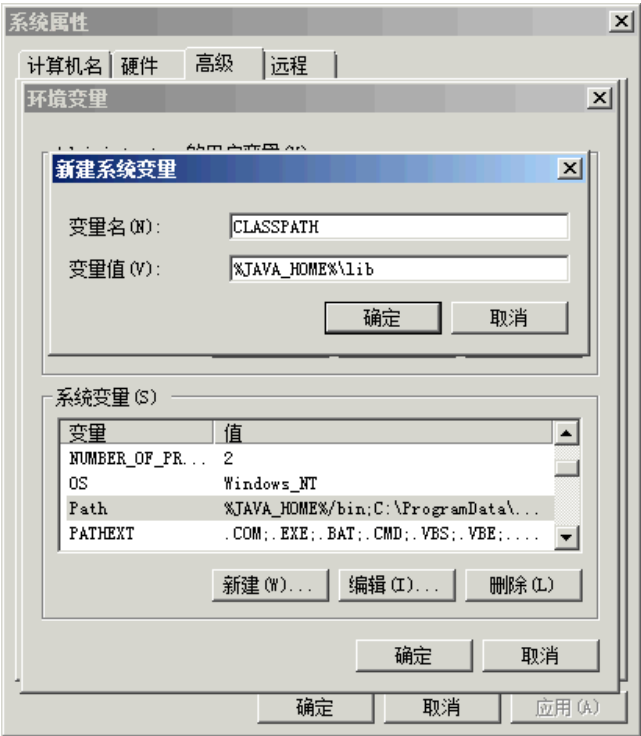 系统属性
计算机名 硬件 高级 远程
环境变量
新建系统变量
变量名(N): CLASSPATH
变量值(V): %JAVA_HOME%\lib
确定 取消
系统变量(S)
变量 值
NUMBER_OF_PR... 2
OS Windows_NT
Path %JAVA_HOME%/bin;C:\ProgramData\...
PATHEXT .COM;.EXE;.BAT;.CMD;.VBS;.VBE;....
新建(W)... 编辑(I)... 删除(L)
确定 取消
确定 取消 应用(A)